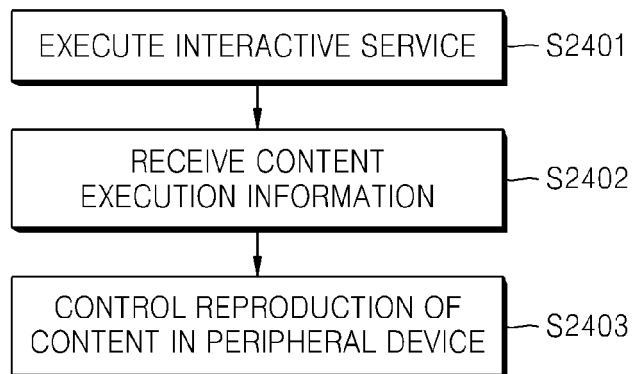 EXECUTE INTERACTIVE SERVICE S2401
RECEIVE CONTENT
EXECUTION INFORMATION S2402
CONTROL REPRODUCTION OF
CONTENT IN PERIPHERAL DEVICE S2403